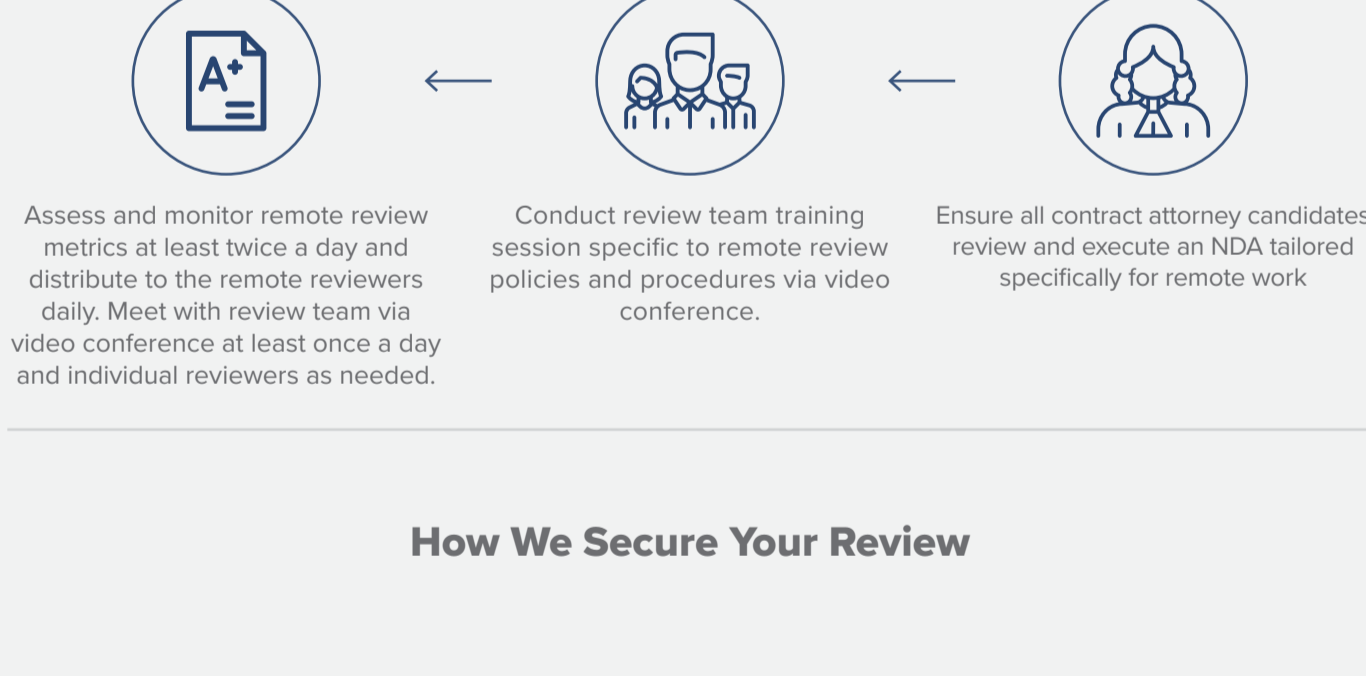 A+
Assess and monitor remote review
metrics at least twice a day and
distribute to the remote reviewers
daily. Meet with review team via
video conference at least once a day
and individual reviewers as needed.
Conduct review team training
session specific to remote review
policies and procedures via video
conference.
Ensure all contract attorney candidates
review and execute an NDA tailored
specifically for remote work
How We Secure Your Review